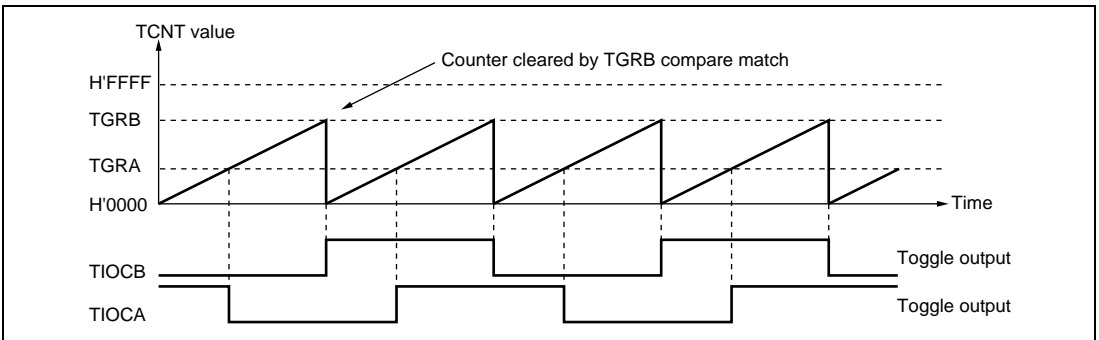 TCNT value
Counter cleared by TGRB compare match
H'FFFF
TGRB
TGRA
H'0000
Time
TIOCB
Toggle output
TIOCA
Toggle output